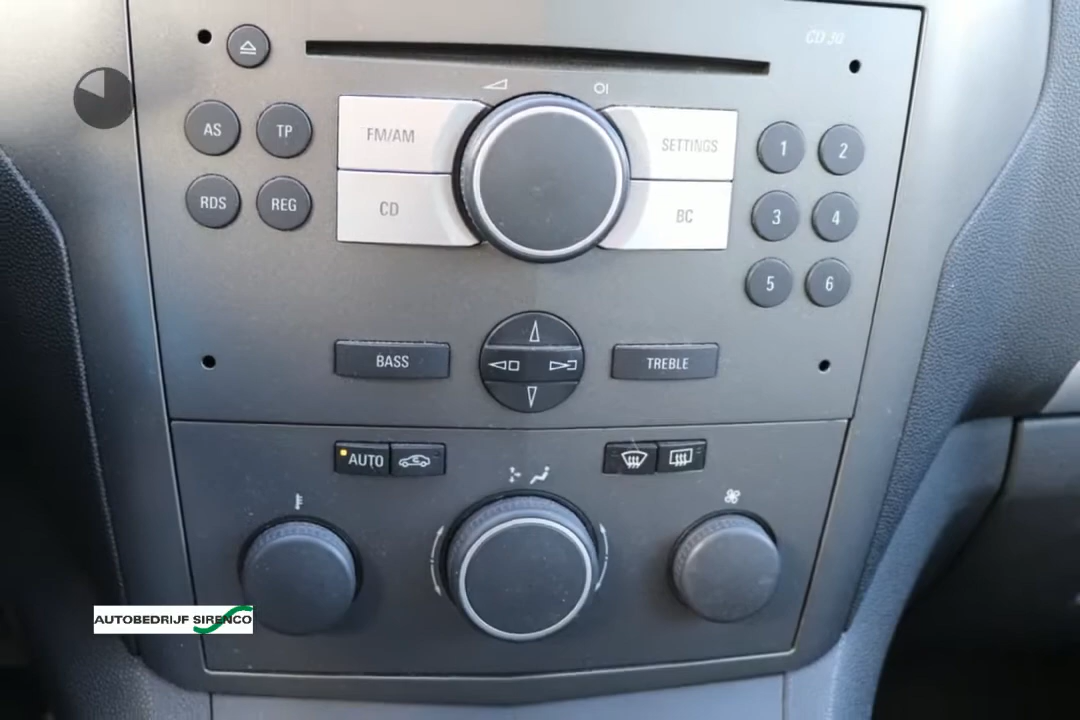 CD 30
AS
TP
FM/AM
SETTINGS
1
2
RDS
REG
CD
BC
3
4
5
6
BASS
TREBLE
AUTO
AUTOBEDRIJF SIRENCO